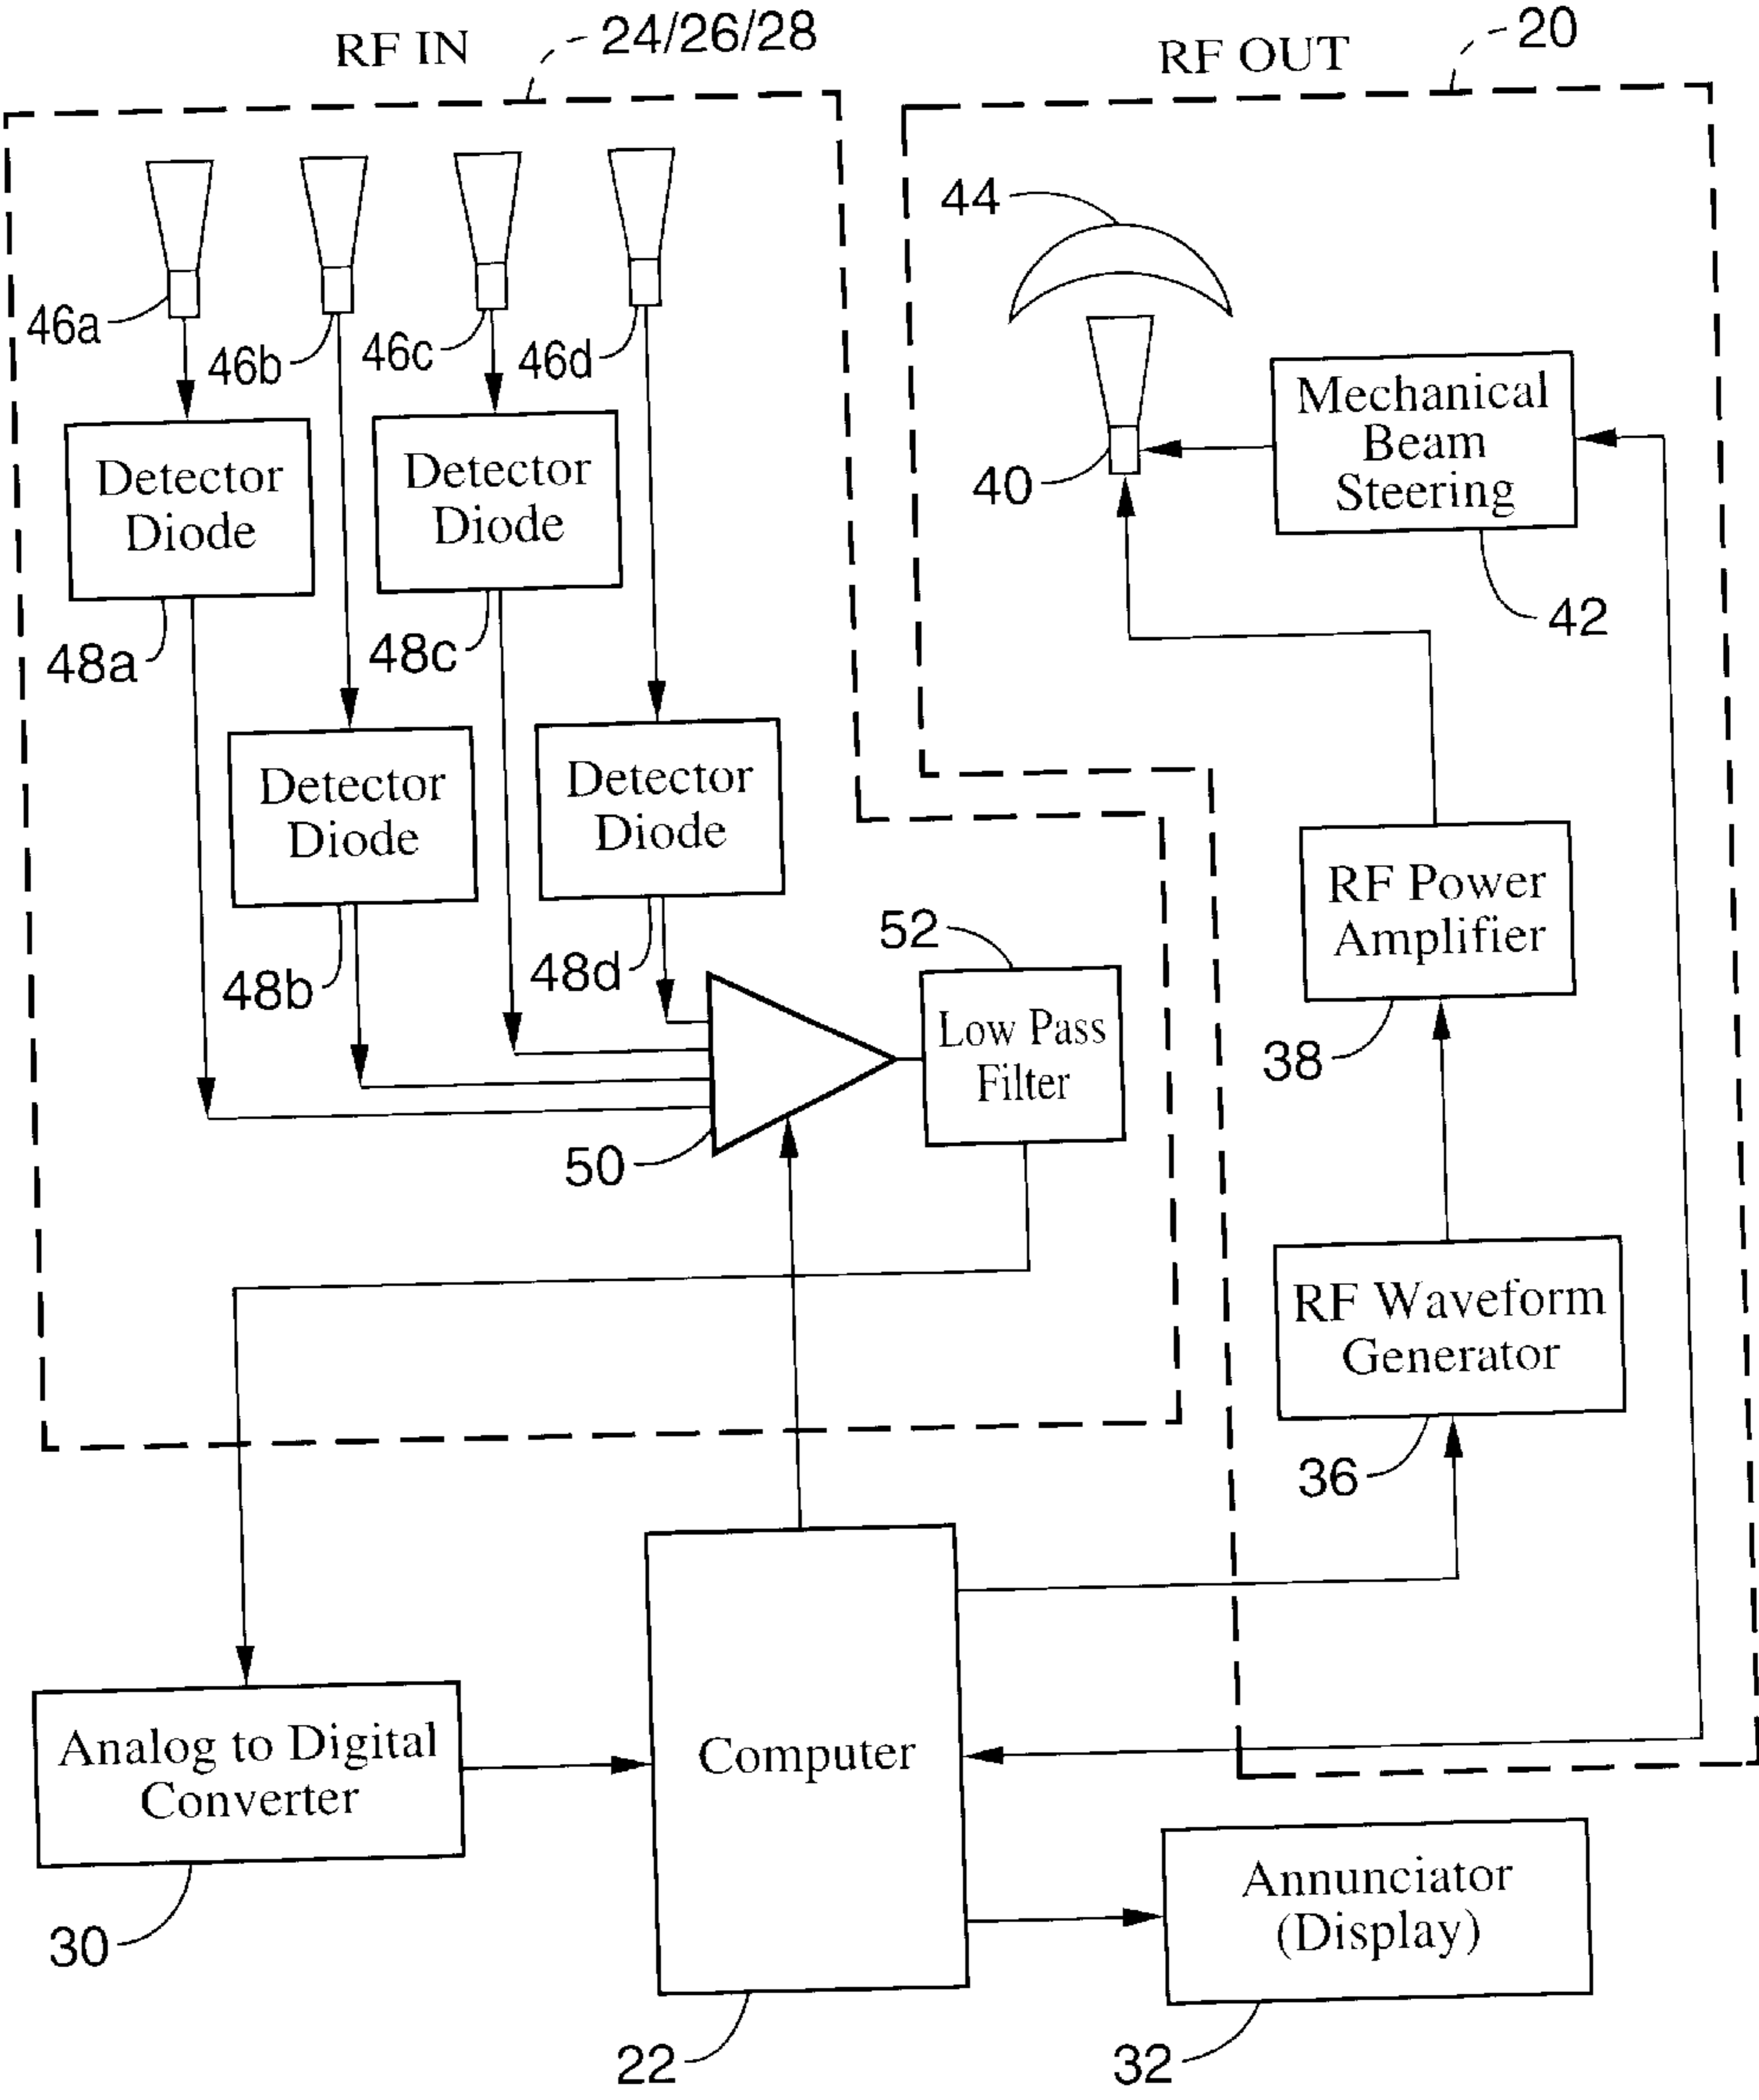 RF IN
24/26/28
RF OUT
20
44
46a
46b
46c
46d
Mechanical
Beam
Steering
40
42
Detector
Diode
Detector
Diode
48a
48c
Detector
Diode
Detector
Diode
RF Power
Amplifier
48b
48d
52
Low Pass
Filter
38
50
RF Waveform
Generator
36
Analog to Digital
Converter
Computer
Annunciator
(Display)
30
22
32